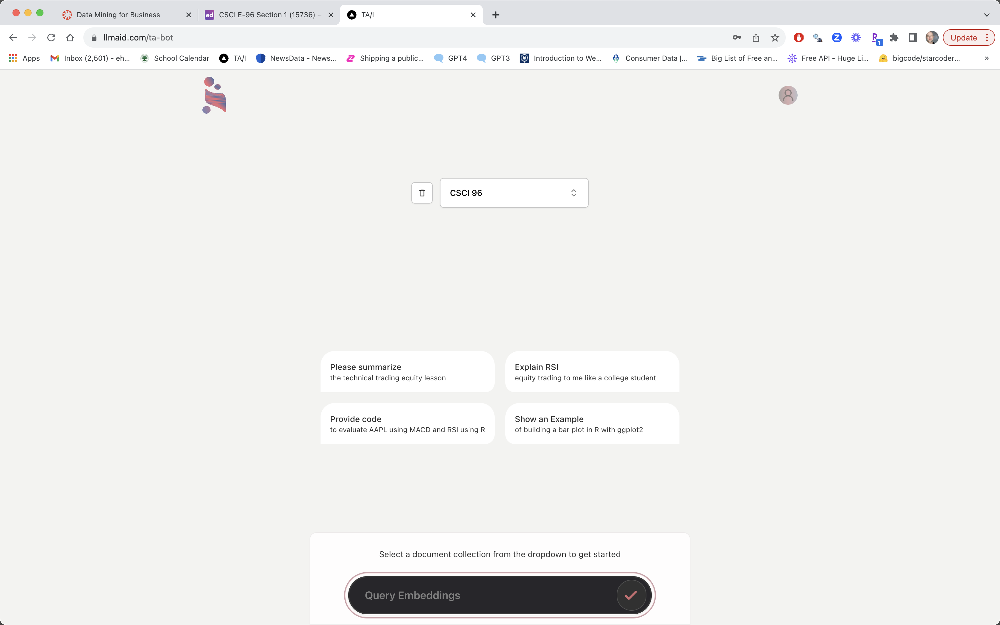 Data Mining for Business
ed CSCI E-96 Section 1 (15736) –
TA/I
llmaid.com/ta-bot
1
Update
Apps
Inbox (2,501) - eh...
School Calendar
TA/I
NewsData - News...
Shipping a public...
GPT4
GPT3
Introduction to We...
Consumer Data |...
Big List of Free an...
Free API - Huge Li...
bigcode/starcoder...
»
CSCI 96
Please summarize
the technical trading equity lesson
Explain RSI
equity trading to me like a college student
Provide code
to evaluate AAPL using MACD and RSI using R
Show an Example
of building a bar plot in R with ggplot2
Select a document collection from the dropdown to get started
Query Embeddings